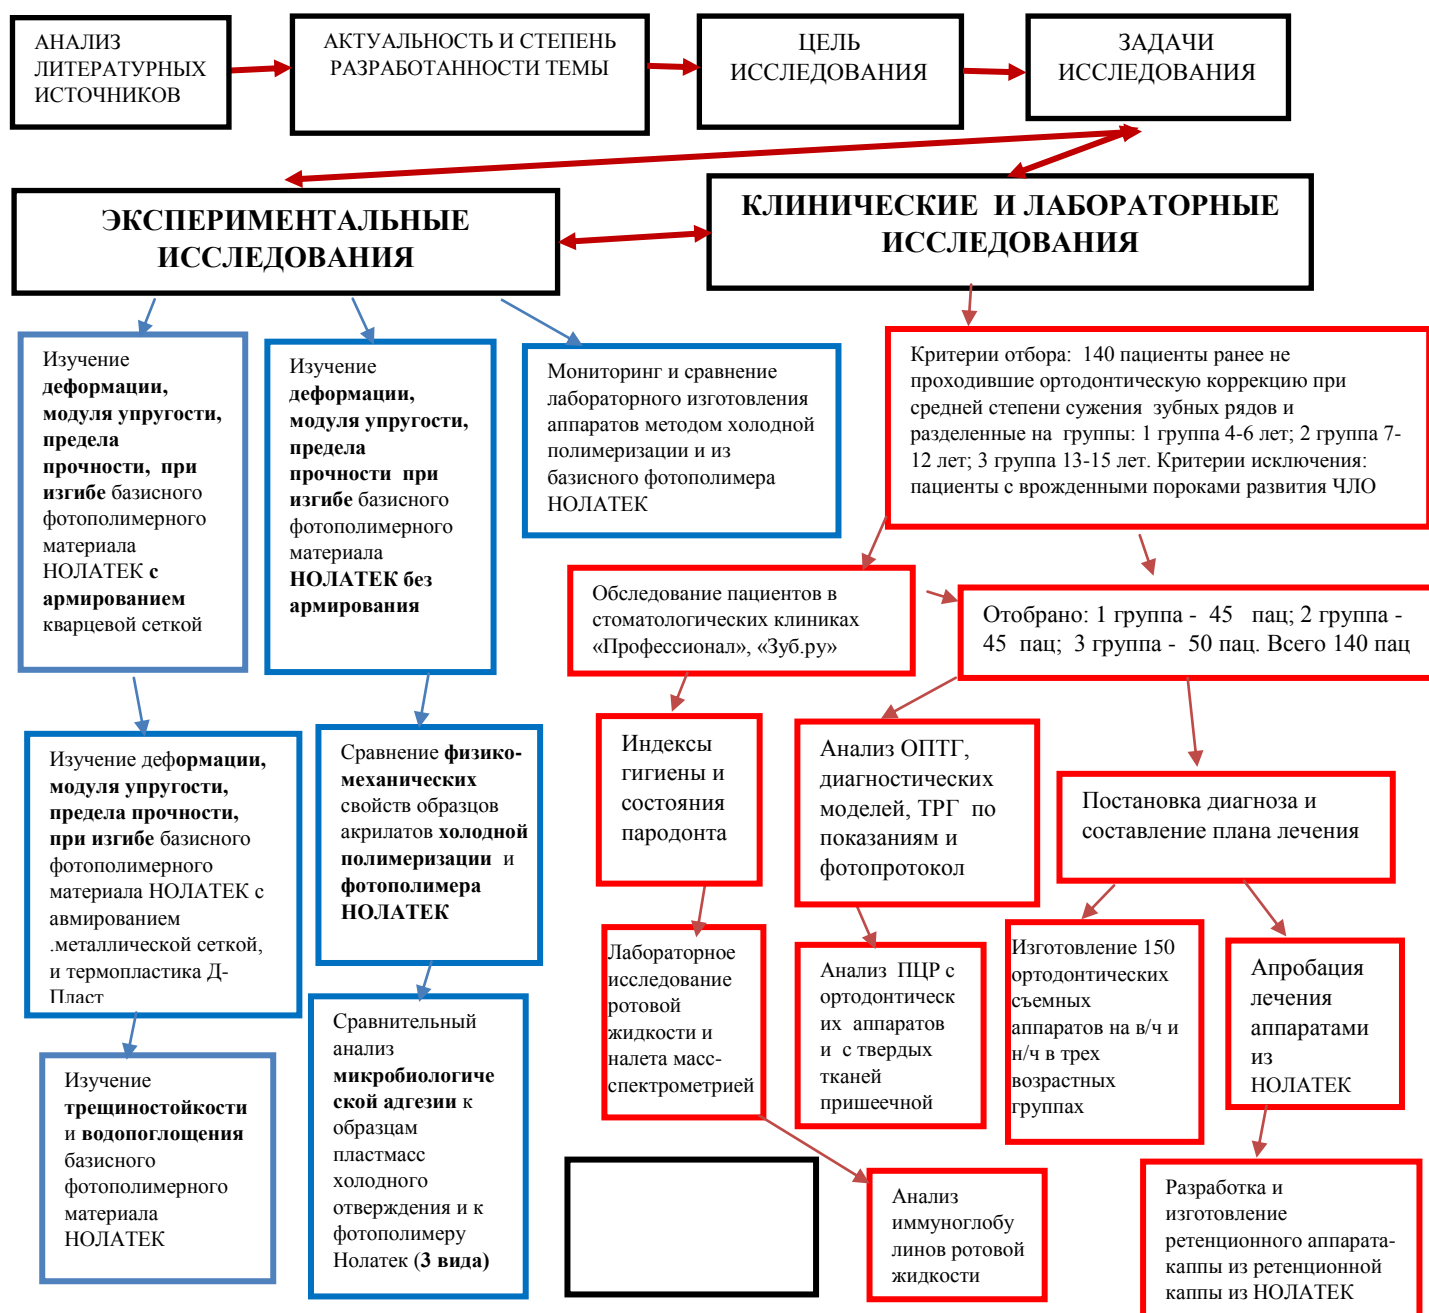 АНАЛИЗ
ЛИТЕРАТУРНЫХ
ИСТОЧНИКОВ
АКТУАЛЬНОСТЬ И СТЕПЕНЬ
РАЗРАБОТАННОСТИ ТЕМЫ
ЦЕЛЬ
ИССЛЕДОВАНИЯ
ЗАДАЧИ
ИССЛЕДОВАНИЯ
ЭКСПЕРИМЕНТАЛЬНЫЕ
ИССЛЕДОВАНИЯ
КЛИНИЧЕСКИЕ И ЛАБОРАТОРНЫЕ
ИССЛЕДОВАНИЯ
Изучение
деформации,
модуля упругости,
предела
прочности, при
изгибе базисного
фотополимерного
материала
НОЛАТЕК с
армированием
кварцевой сеткой
Изучение
деформации,
модуля упругости,
предела
прочности при
изгибе базисного
фотополимерного
материала
НОЛАТЕК без
армирования
Мониторинг и сравнение
лабораторного изготовления
аппаратов методом холодной
полимеризации и из
базисного фотополимера
НОЛАТЕК
Критерии отбора: 140 пациенты ранее не
проходившие ортодонтическую коррекцию при
средней степени сужения зубных рядов и
разделенные на группы: 1 группа 4-6 лет; 2 группа 7-
12 лет; 3 группа 13-15 лет. Критерии исключения:
пациенты с врожденными пороками развития ЧЛО
Обследование пациентов в
стоматологических клиниках
«Профессионал», «Зуб.ру»
Отобрано: 1 группа - 45 пац; 2 группа -
45 пац; 3 группа - 50 пац. Всего 140 пац
Изучение деформации,
модуля упругости,
предела прочности,
при изгибе базисного
фотополимерного
материала НОЛАТЕК с
авмированием
.металлической сеткой,
и термопластика Д-
Пласт
Сравнение физико-
механических
свойств образцов
акрилатов холодной
полимеризации и
фотополимера
НОЛАТЕК
Индексы
гигиены и
состояния
пародонта
Анализ ОПТГ,
диагностических
моделей, ТРГ по
показаниям и
фотопротокол
Постановка диагноза и
составление плана лечения
Изучение
трещиностойкости
и водопоглощения
базисного
фотополимерного
материала
НОЛАТЕК
Сравнительный
анализ
микробиологиче
ской адгезии к
образцам
пластмасс
холодного
отверждения и к
фотополимеру
Нолатек (3 вида)
Лабораторное
исследование
ротовой
жидкости и
налета масс-
спектрометрией
Анализ ПЦР с
ортодонтическ
их аппаратов
и с твердых
тканей
пришеечной
Изготовление 150
ортодонтических
съемных
аппаратов на в/ч и
н/ч в трех
возрастных
группах
Апробация
лечения
аппаратами
из
НОЛАТЕК
Анализ
иммуноглобу
линов ротовой
жидкости
Разработка и
изготовление
ретенционного аппарата-
каппы из ретенционной
каппы из НОЛАТЕК